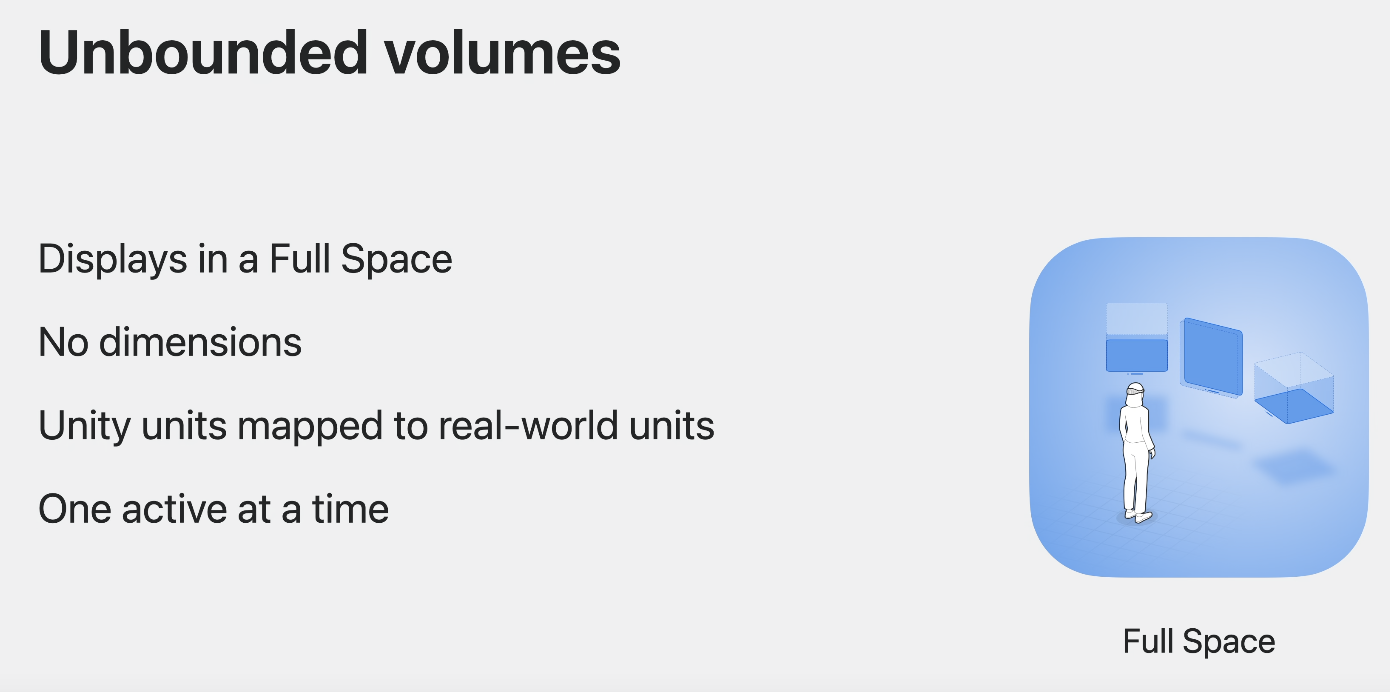 Unbounded volumes
Displays in a Full Space
No dimensions
Unity units mapped to real-world units
One active at a time
Full Space